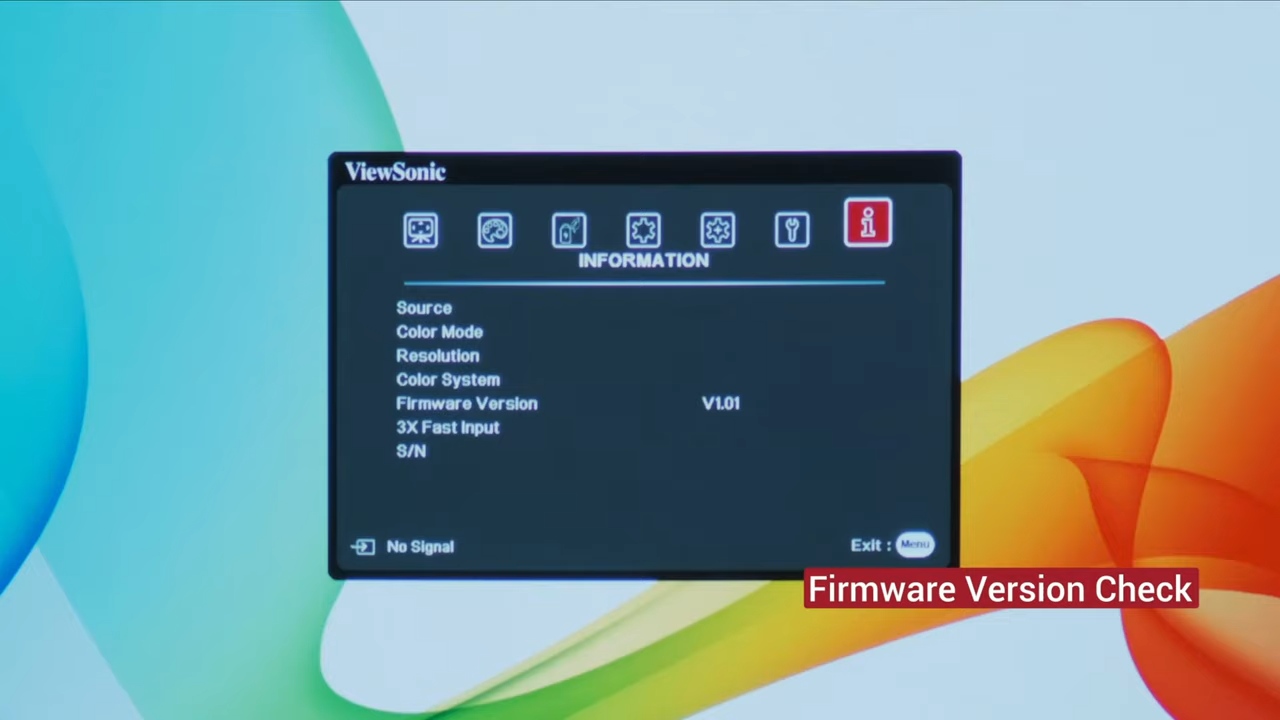 ViewSonic
INFORMATION
Source
Color Mode
Resolution
Color System
Firmware Version V1.01
3X Fast Input
S/N
No Signal
Exit : Menu
Firmware Version Check